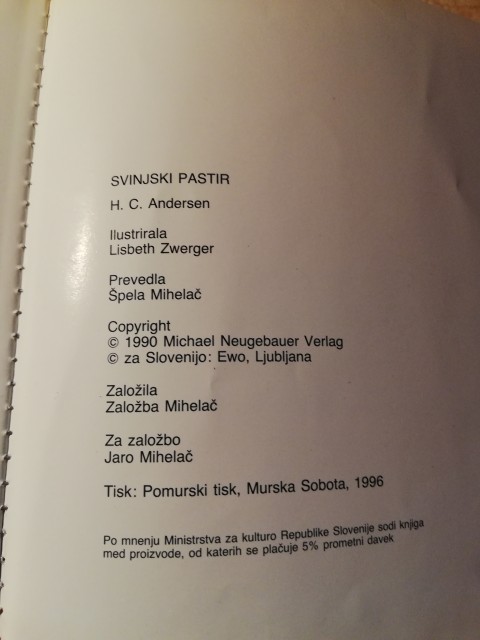 SVINJSKI PASTIR
H. C. Andersen
Ilustrirala
Lisbeth Zwerger
Prevedla
Špela Mihelač
Copyright
© 1990 Michael Neugebauer Verlag
© za Slovenijo: Ewo, Ljubljana
Založila
Založba Mihelač
Za založbo
Jaro Mihelač
Tisk: Pomurski tisk, Murska Sobota, 1996
Po mnenju Ministrstva za kulturo Republike Slovenije sodi knjiga
med proizvode, od katerih se plačuje 5% prometni davek